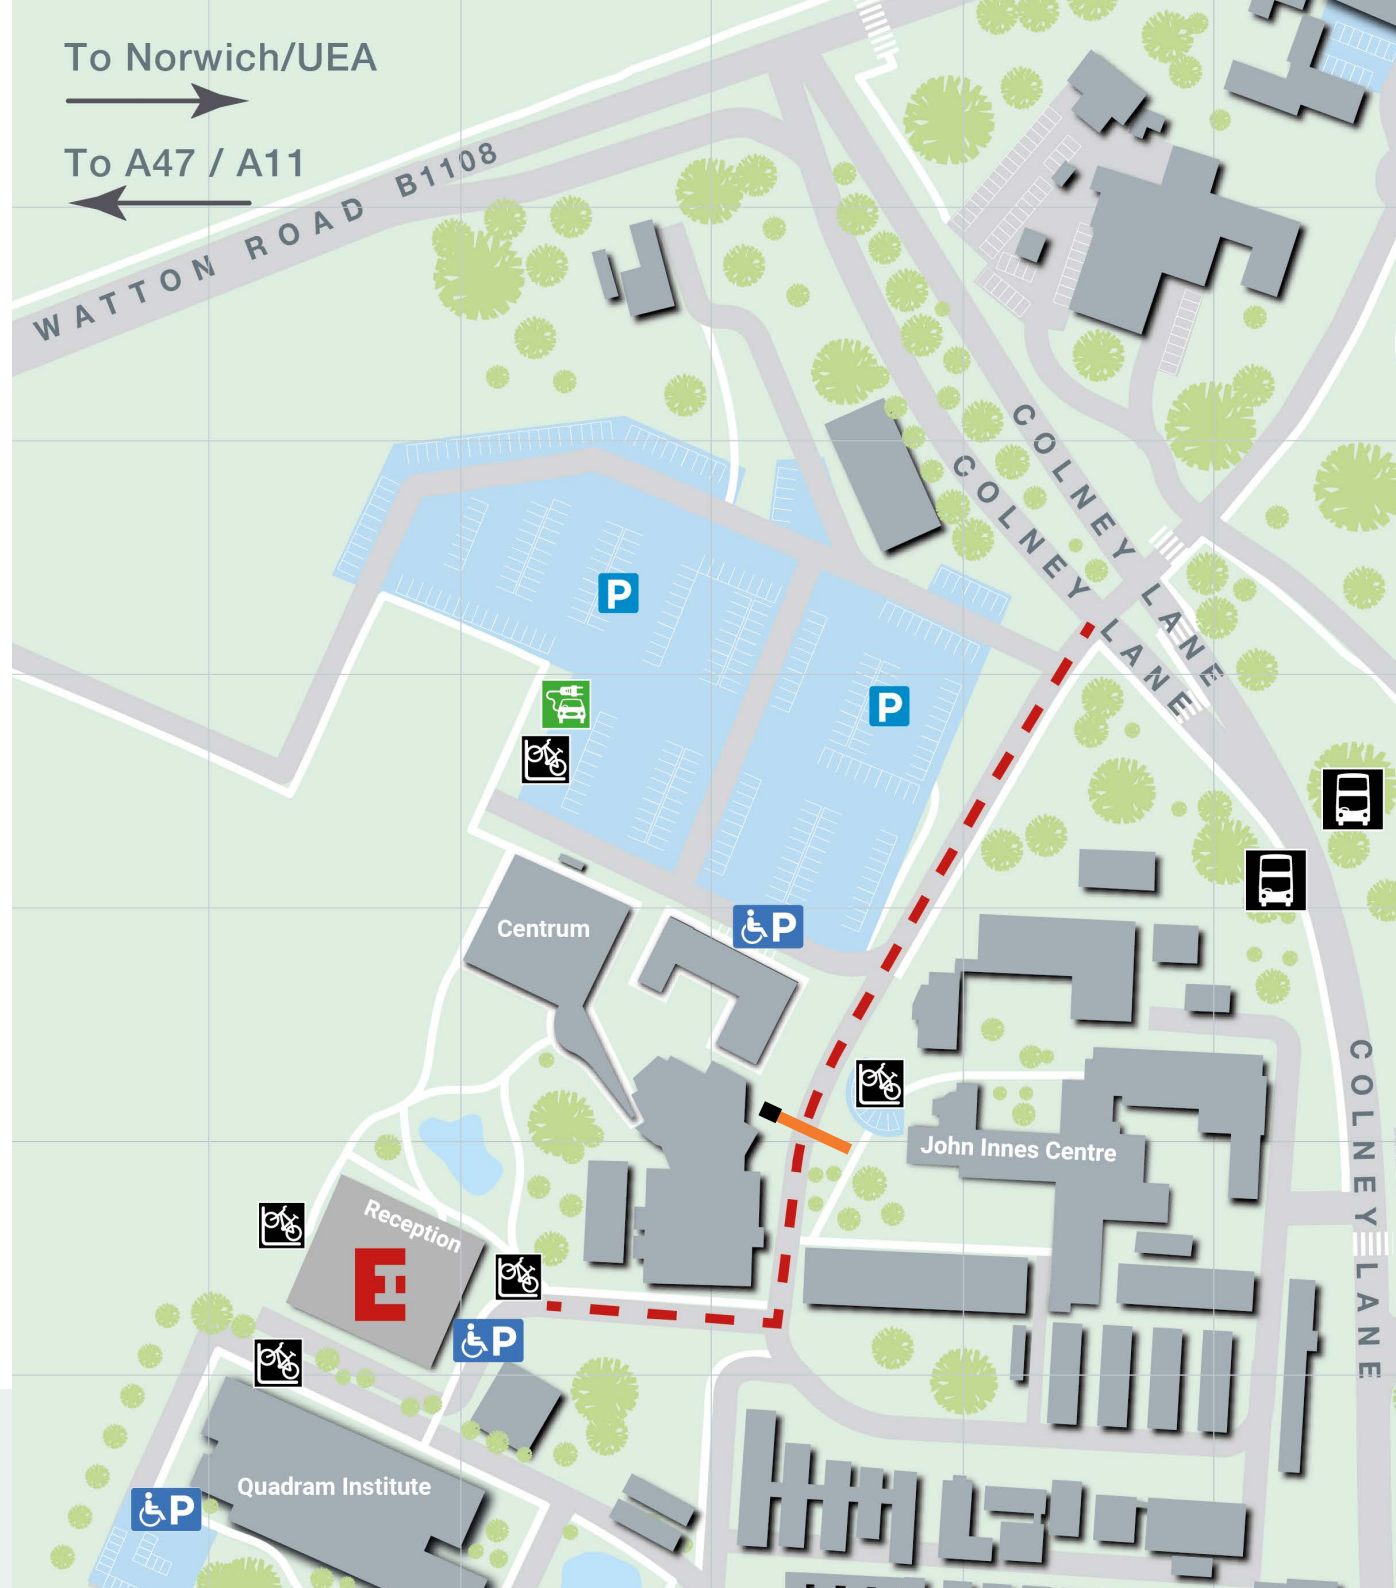 To Norwich/UEA
To A47 / A11
WATTON ROAD B1108
COLNEY LANE
COLNEY LANE
P
P
Centrum
P
John Innes Centre
Reception
COLNEY LANE
P
Quadram Institute
P